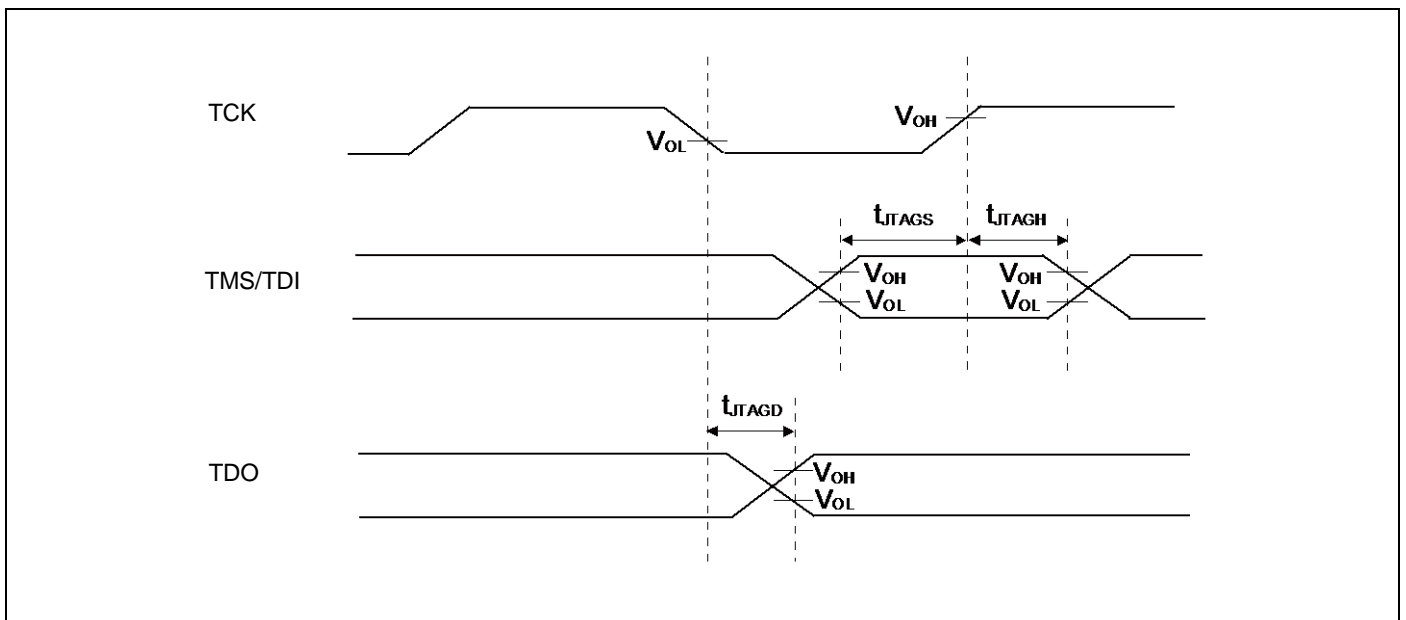 TCK
VOL
VOH
tJTAGS
tJTAGH
TMS/TDI
VOH
VOL
VOH
VOL
tJTAGD
TDO
VOH
VOL